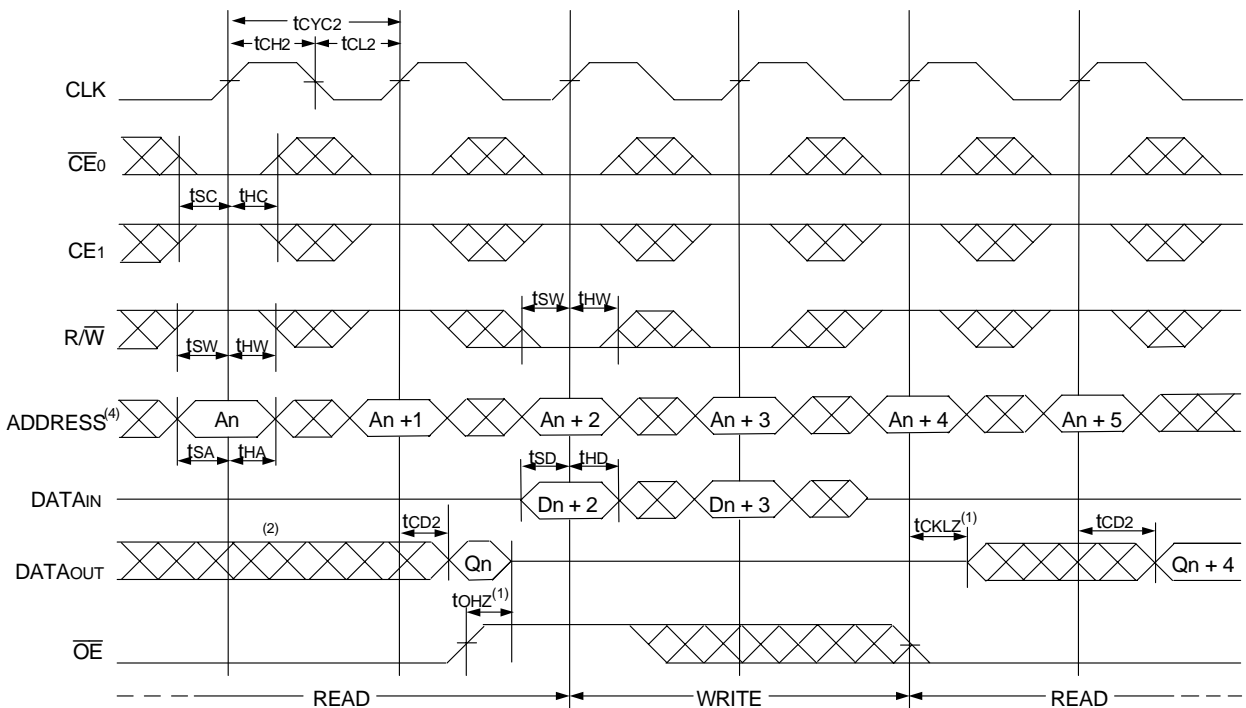 tCYC2
tCH2 tCL2
CLK
CE0
tSC tHC
CE1
tSW tHW
R/W
tSW tHW
ADDRESS(4) An An + 1 An + 2 An + 3 An + 4 An + 5
tSA tHA
tSD tHD
DATAIN Dn + 2 Dn + 3
(2) tCD2 tCKLZ(1) tCD2
DATAOUT Qn Qn + 4
tOHZ(1)
OE
READ WRITE READ